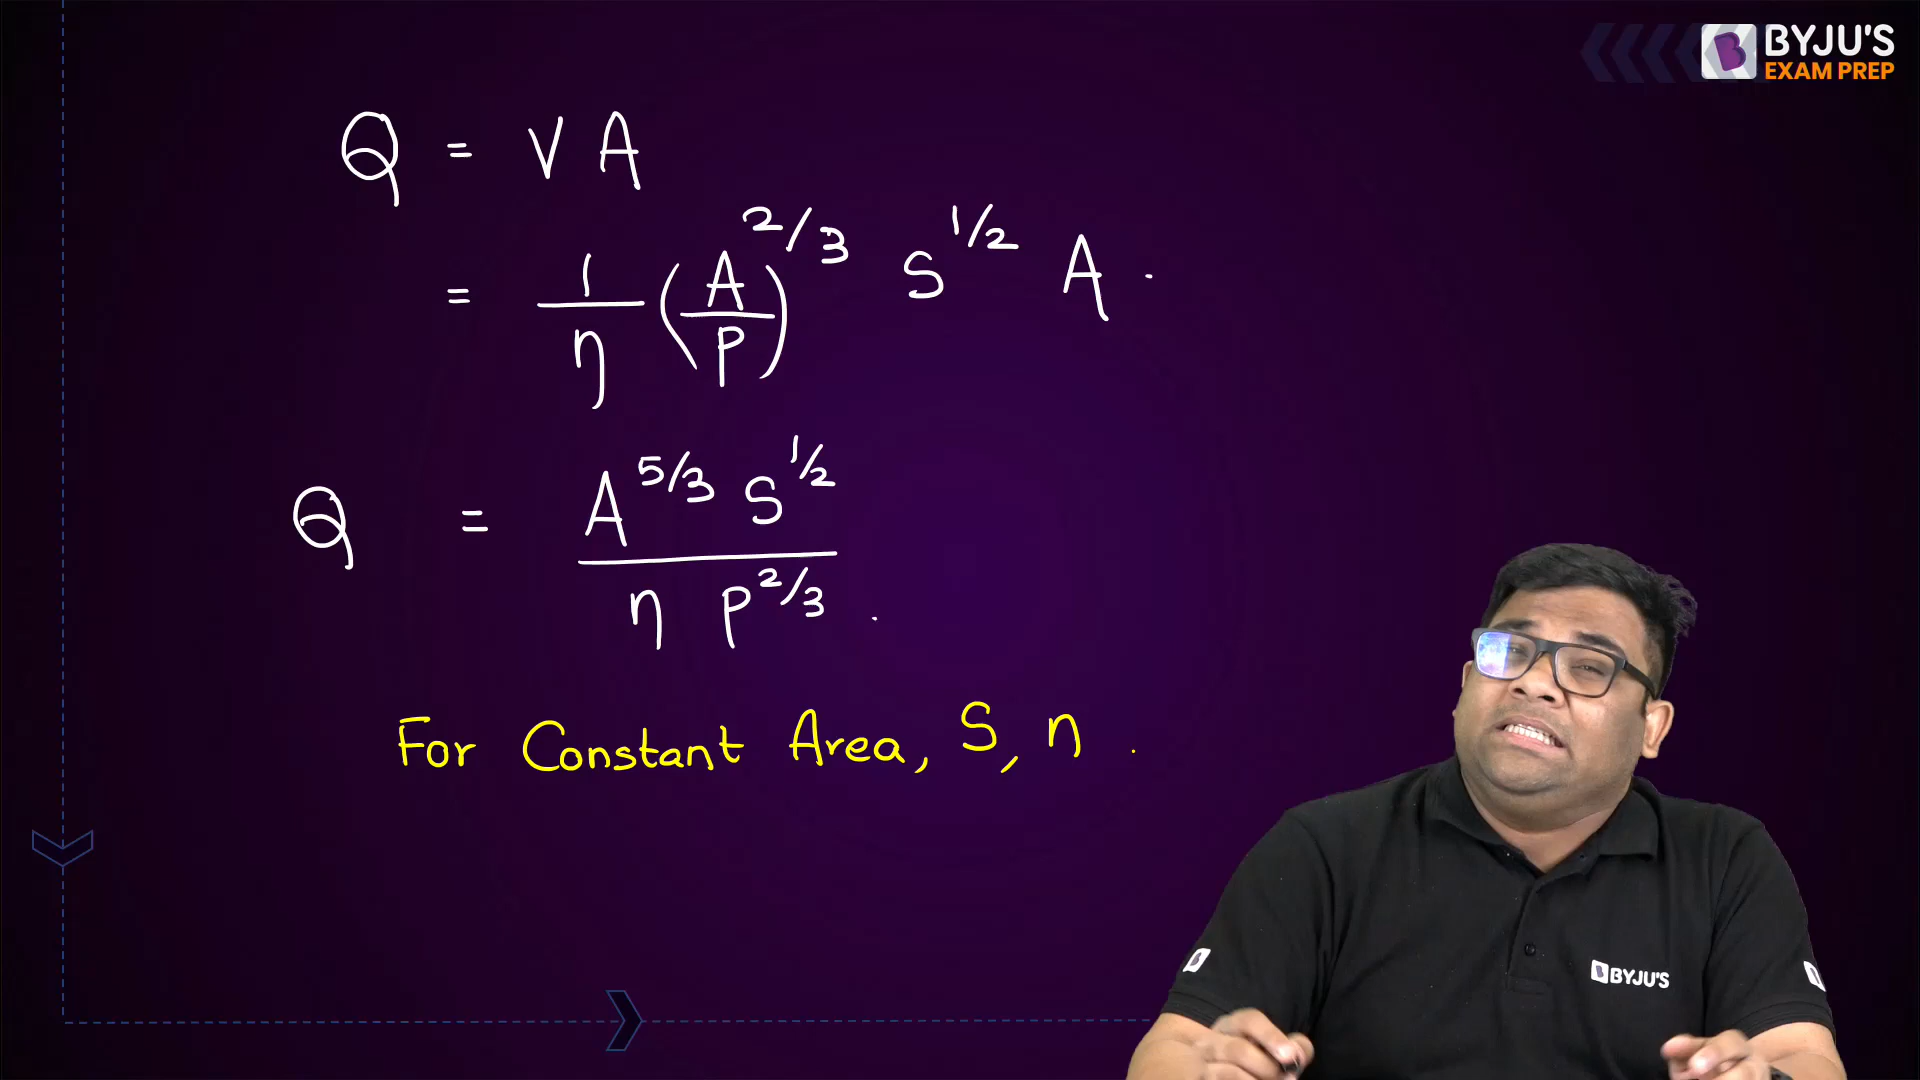 BYJU'S
EXAM PREP
Q = V A
= 1/η (A/P)^2/3 S^1/2 A .
Q = A^5/3 S^1/2 / η P^2/3 .
For Constant Area, S, η .
BYJU'S